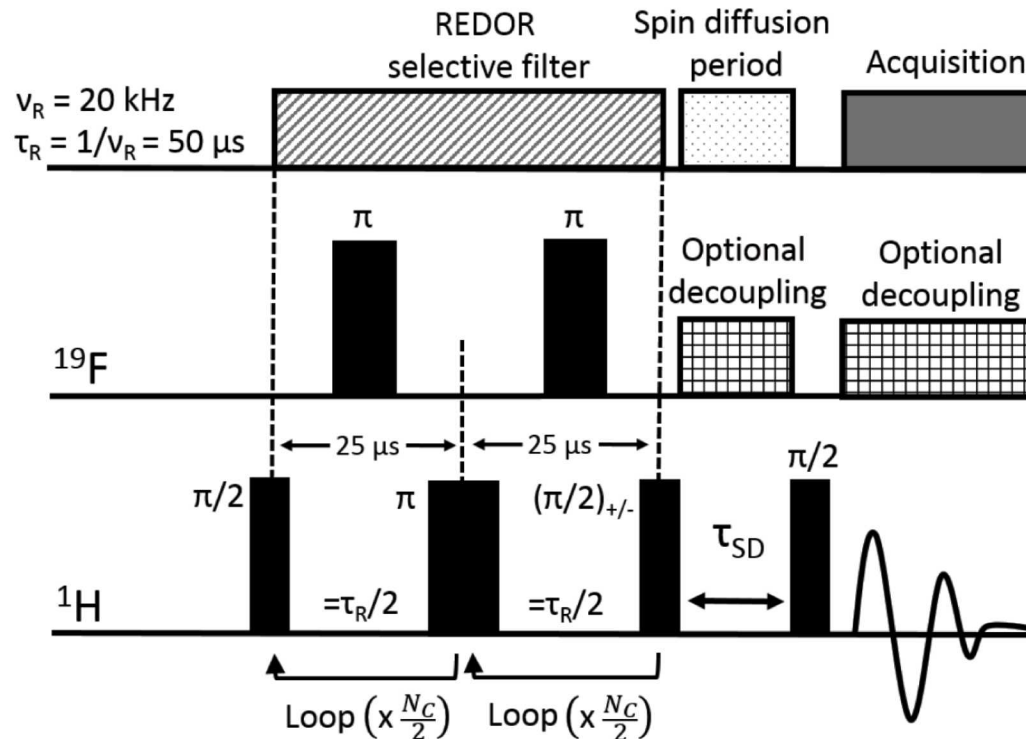 REDOR
selective filter
Spin diffusion
period
Acquisition
ν_R = 20 kHz
τ_R = 1/ν_R = 50 µs
π
π
Optional
decoupling
Optional
decoupling
¹⁹F
25 µs
25 µs
π/2
π
(π/2)₊/₋
π/2
τ_SD
¹H
=τ_R/2
=τ_R/2
Loop (x N_C/2)
Loop (x N_C/2)